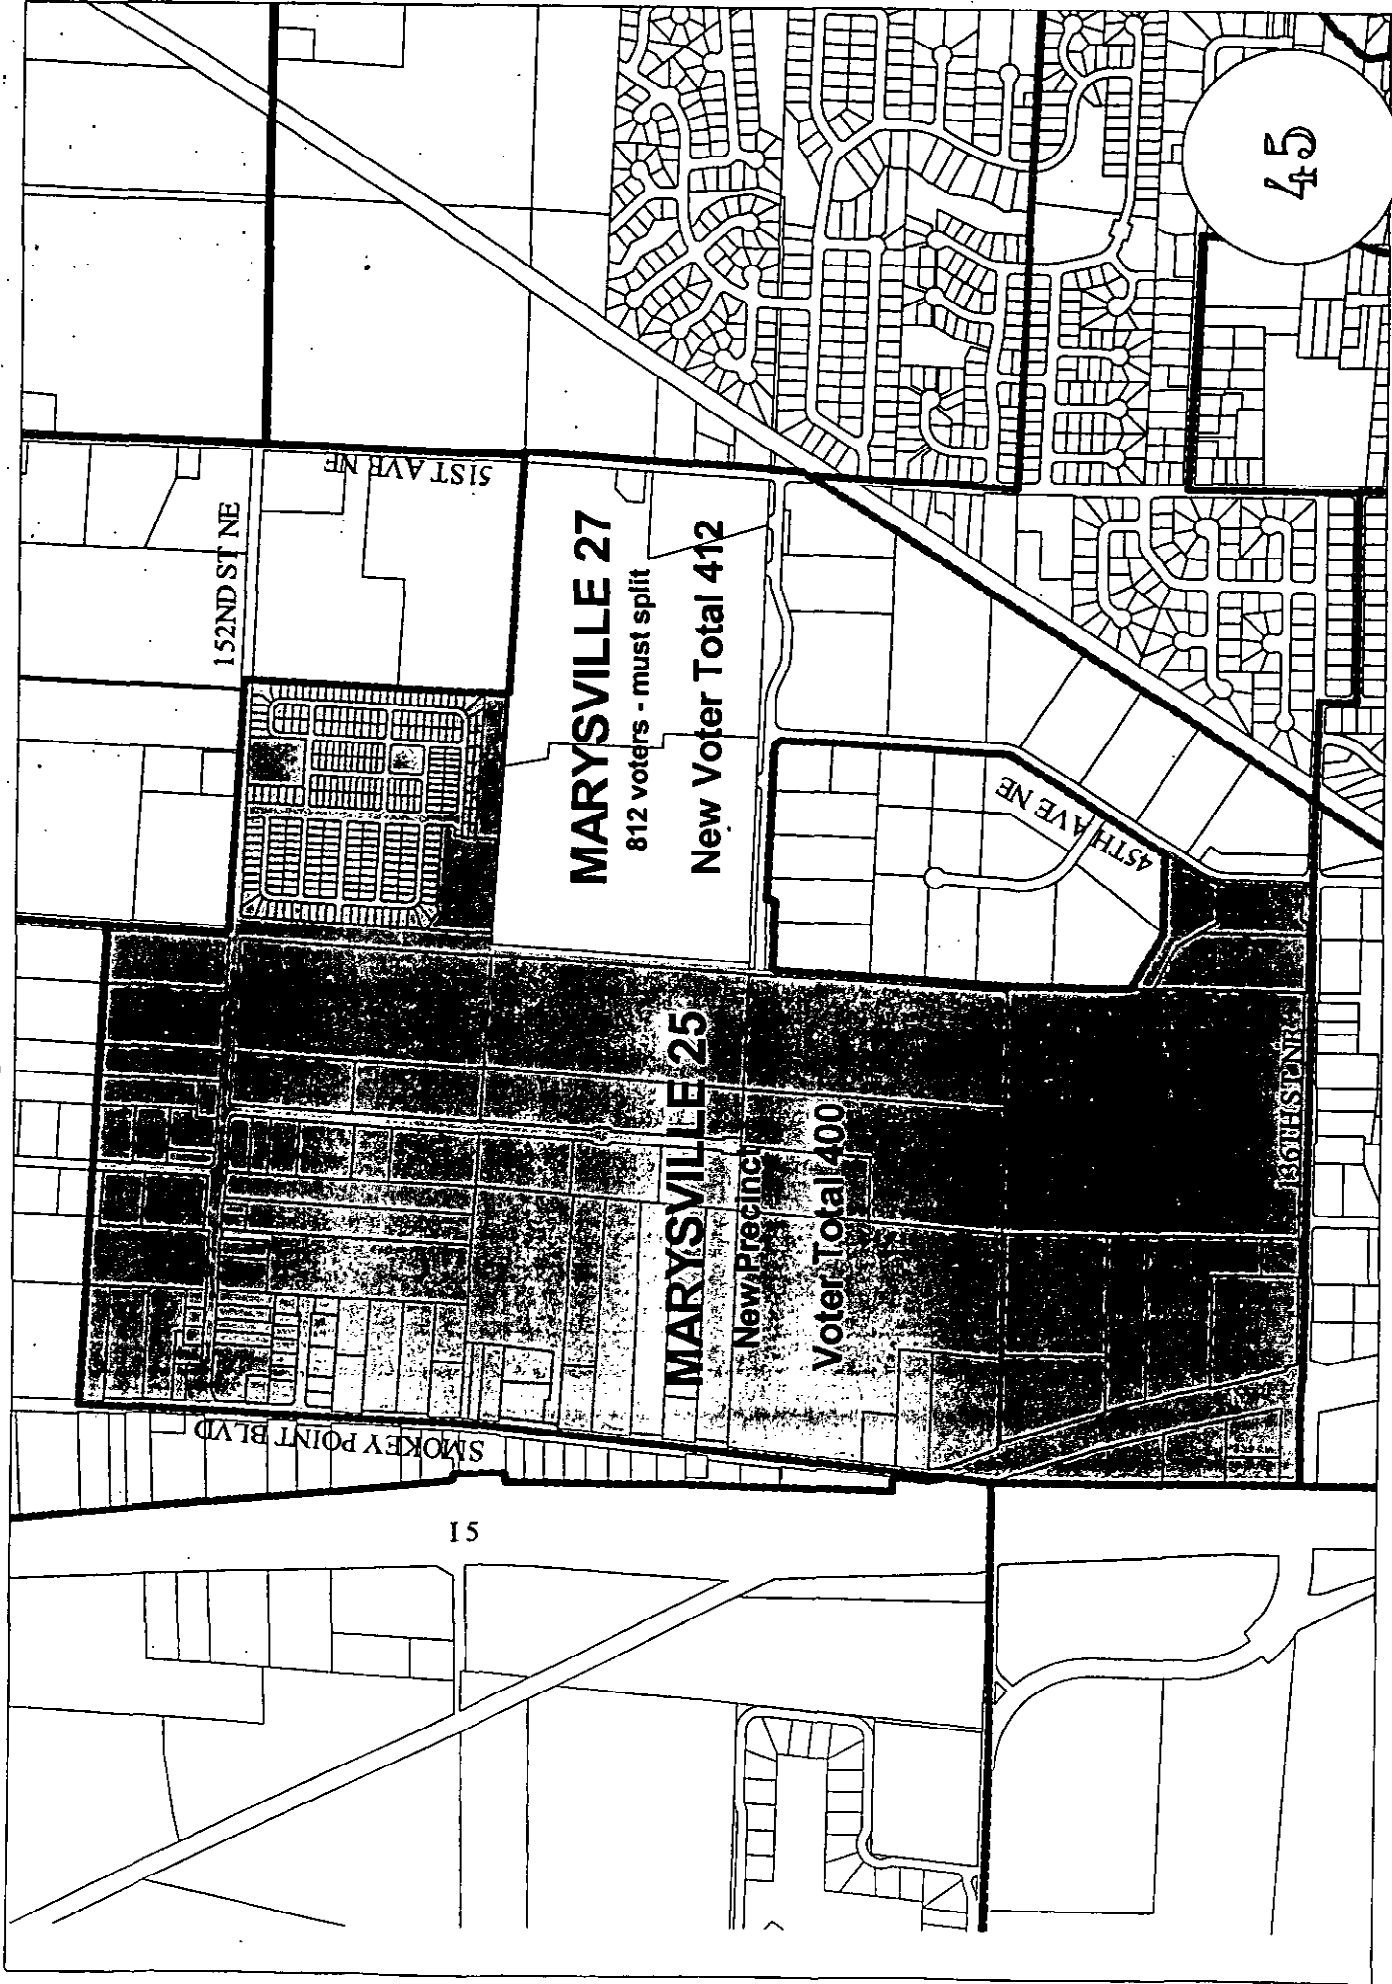 45
51ST AVE NE
152ND ST NE
MARYSVILLE 27
812 voters - must split
New Voter Total 412
45TH AVE NE
MARYSVILLE 25
New Precinct
Voter Total 400
136TH ST NE
SMOKEY POINT BLVD
I 5